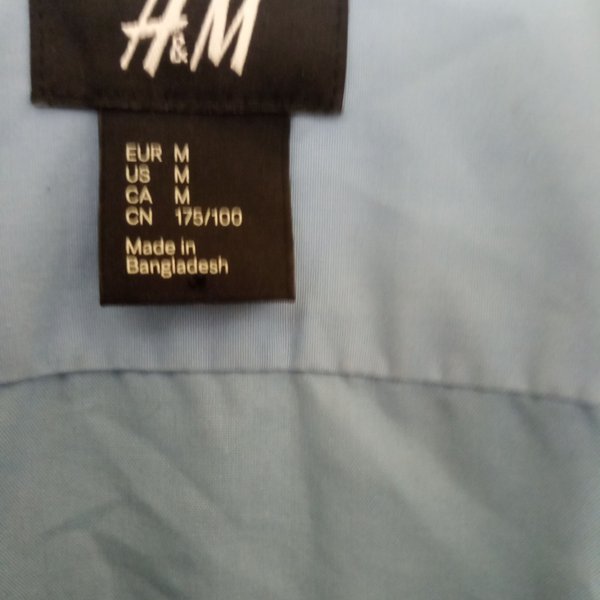 H&M
EUR M
US M
CA M
CN 175/100
Made in
Bangladesh